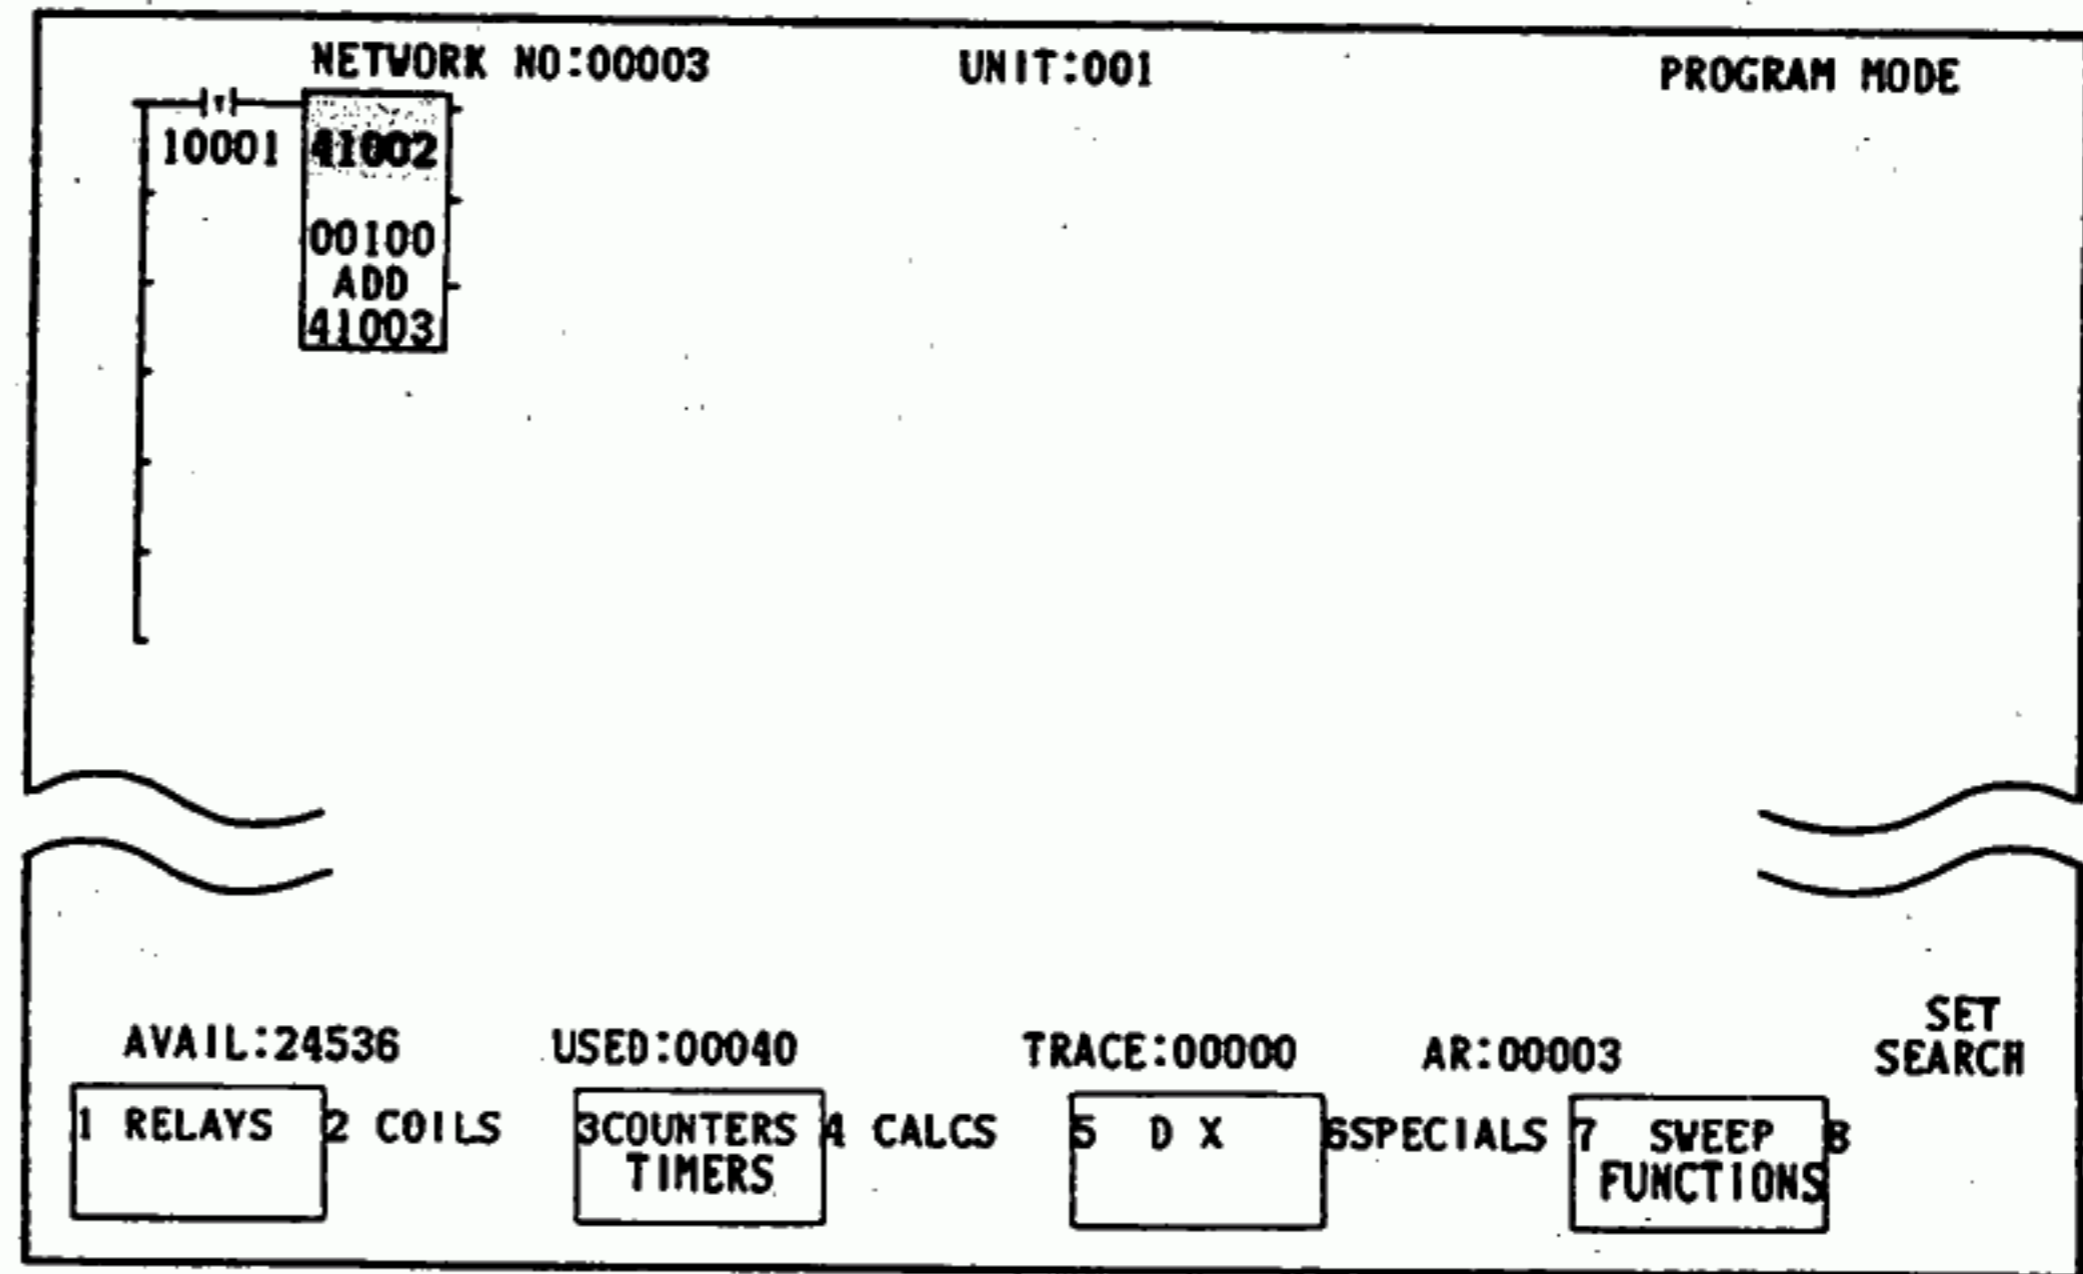 NETWORK NO:00003 UNIT:001 PROGRAM MODE
10001 41002
00100
ADD
41003
SET
AVAIL:24536 USED:00040 TRACE:00000 AR:00003 SEARCH
1 RELAYS 2 COILS 3COUNTERS 4 CALCS 5 D X 6SPECIALS 7 SWEEP 8
TIMERS FUNCTIONS